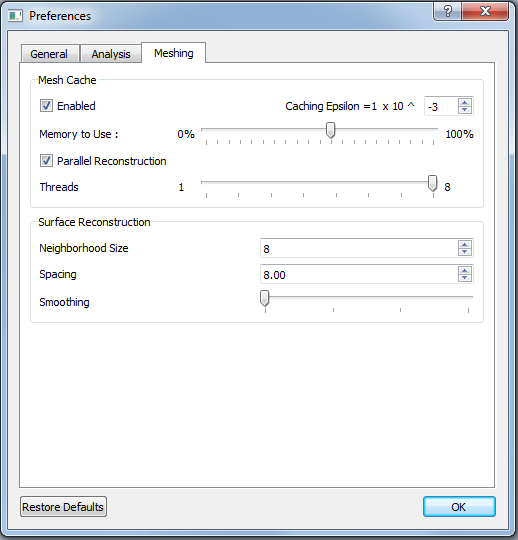 Preferences
?
General Analysis Meshing
Mesh Cache
Enabled Caching Epsilon =1 x 10 ^ -3
Memory to Use : 0% 100%
Parallel Reconstruction
Threads 1 8
Surface Reconstruction
Neighborhood Size 8
Spacing 8.00
Smoothing
Restore Defaults OK